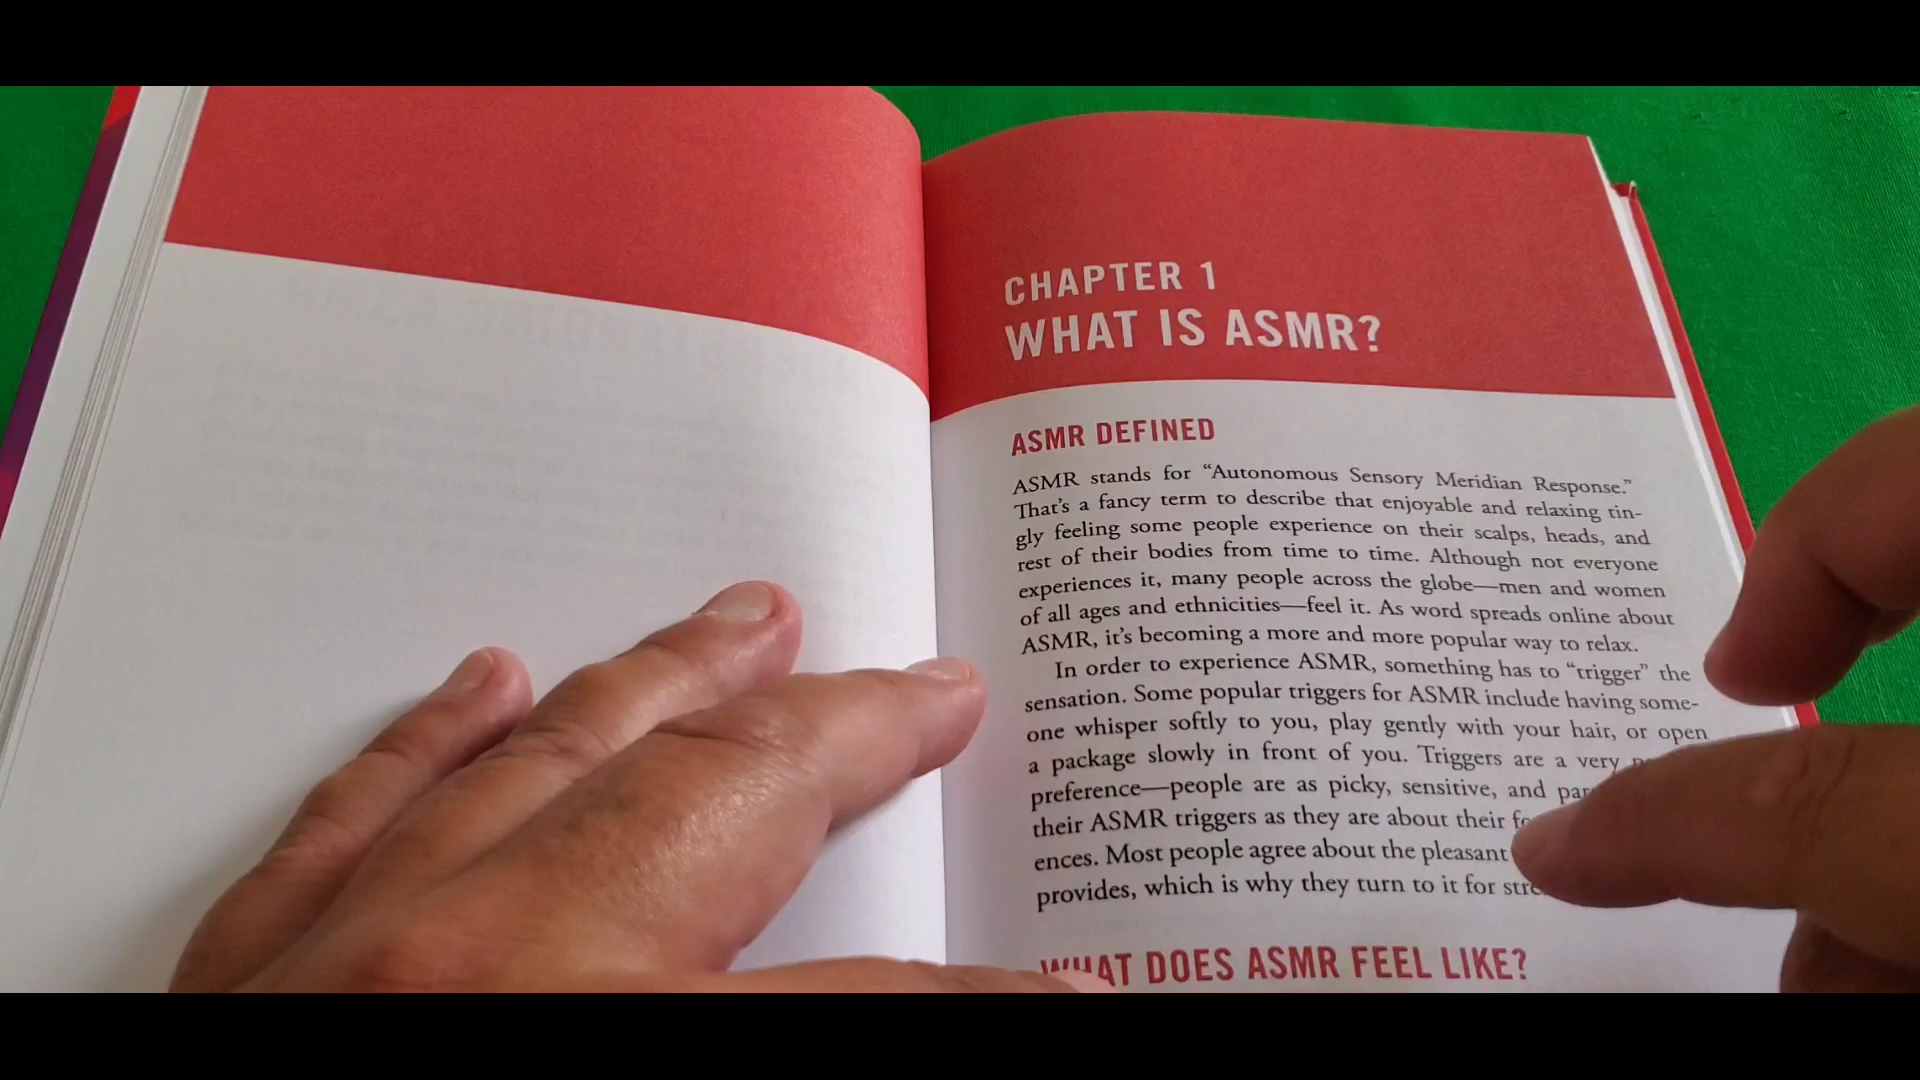 CHAPTER 1
WHAT IS ASMR?
ASMR DEFINED
ASMR stands for “Autonomous Sensory Meridian Response.”
That’s a fancy term to describe that enjoyable and relaxing tin-
gly feeling some people experience on their scalps, heads, and
rest of their bodies from time to time. Although not everyone
experiences it, many people across the globe—men and women
of all ages and ethnicities—feel it. As word spreads online about
ASMR, it’s becoming a more and more popular way to relax.
In order to experience ASMR, something has to “trigger” the
sensation. Some popular triggers for ASMR include having some-
one whisper softly to you, play gently with your hair, or open
a package slowly in front of you. Triggers are a very
preference—people are as picky, sensitive, and
their ASMR triggers as they are about their
ences. Most people agree about the pleasant
provides, which is why they turn to it for
WHAT DOES ASMR FEEL LIKE?